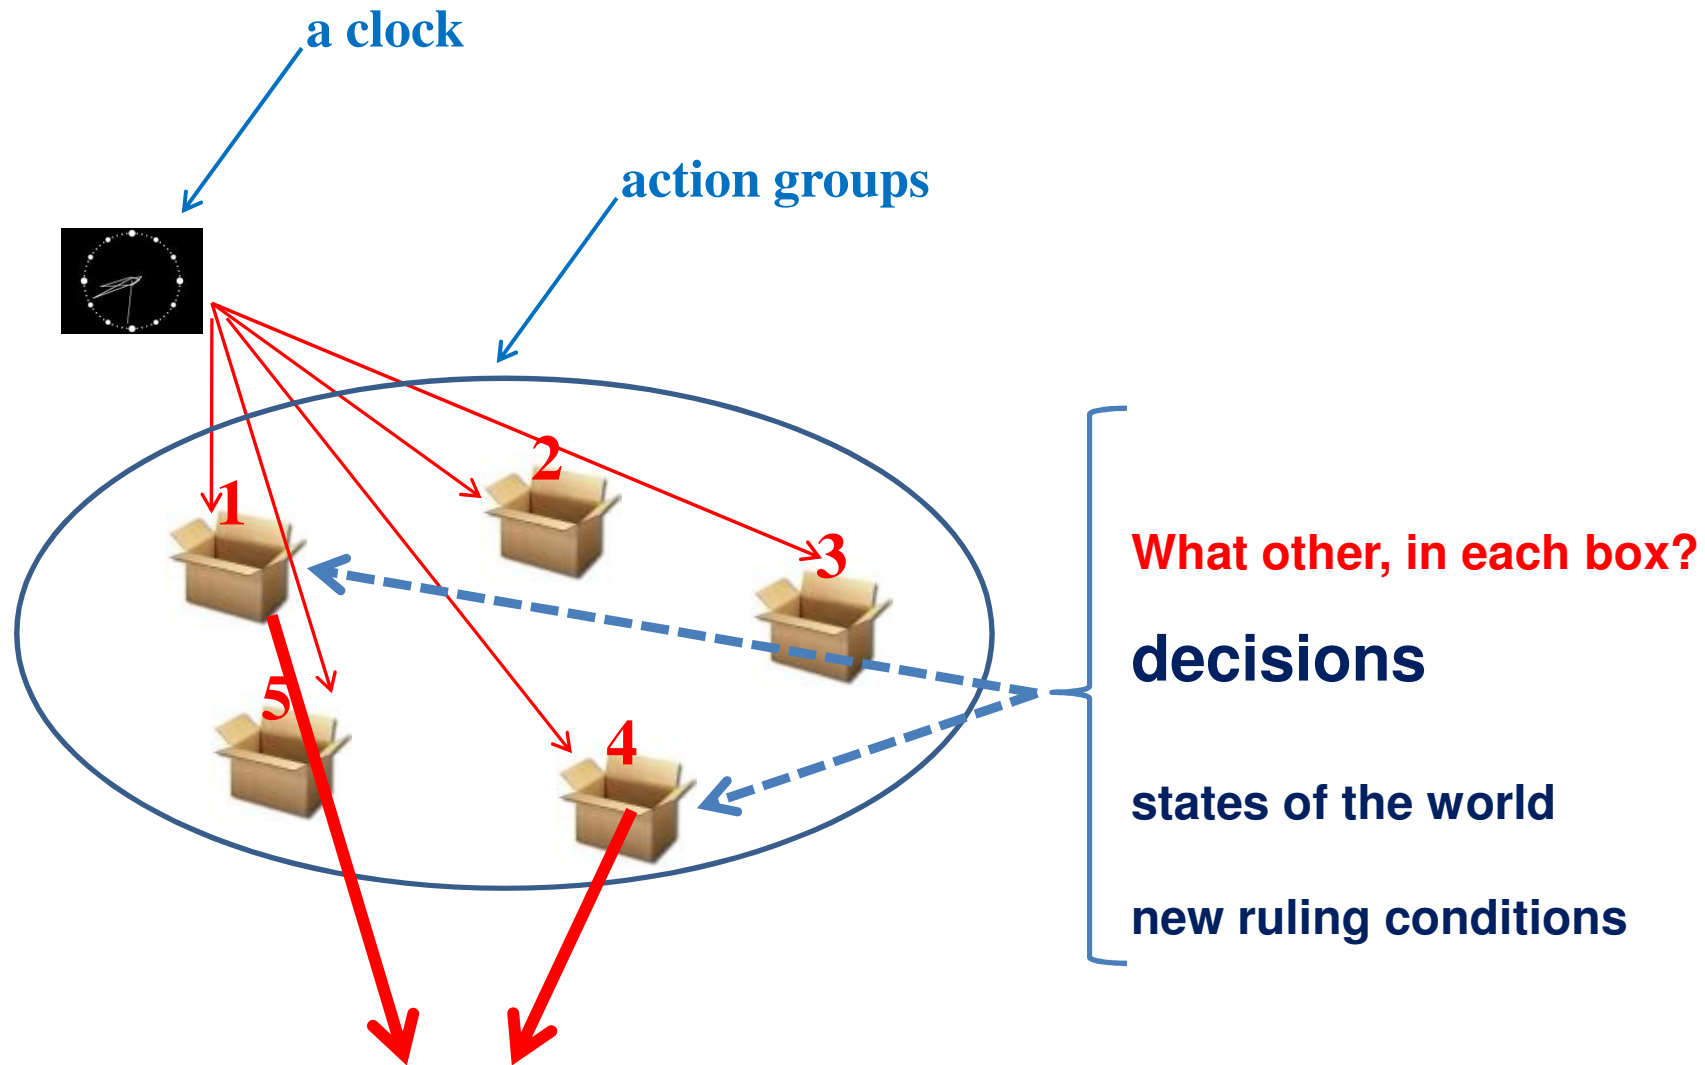 a clock
action groups
2
1
3
5
4
What other, in each box?
decisions
states of the world
new ruling conditions